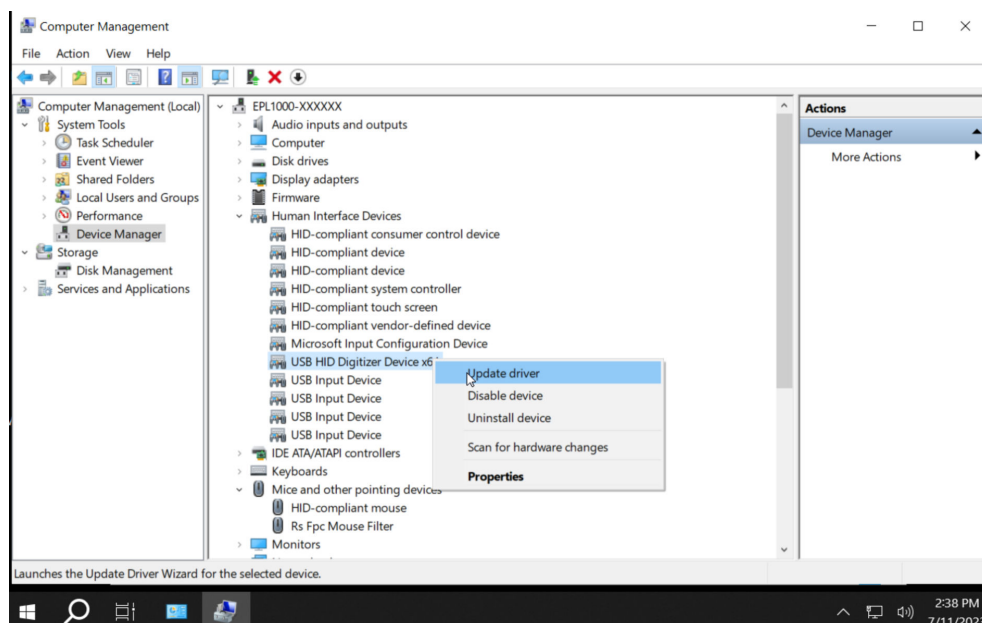 Computer Management
File Action View Help
Computer Management (Local)
System Tools
Task Scheduler
Event Viewer
Shared Folders
Local Users and Groups
Performance
Device Manager
Storage
Disk Management
Services and Applications
EPL1000-XXXXXX
Audio inputs and outputs
Computer
Disk drives
Display adapters
Firmware
Human Interface Devices
HID-compliant consumer control device
HID-compliant device
HID-compliant device
HID-compliant system controller
HID-compliant touch screen
HID-compliant vendor-defined device
Microsoft Input Configuration Device
USB HID Digitizer Device
USB Input Device
USB Input Device
USB Input Device
USB Input Device
IDE ATA/ATAPI controllers
Keyboards
Mice and other pointing devices
HID-compliant mouse
Rs Fpc Mouse Filter
Monitors
Update driver
Disable device
Uninstall device
Scan for hardware changes
Properties
Actions
Device Manager
More Actions
Launches the Update Driver Wizard for the selected device.
2:38 PM